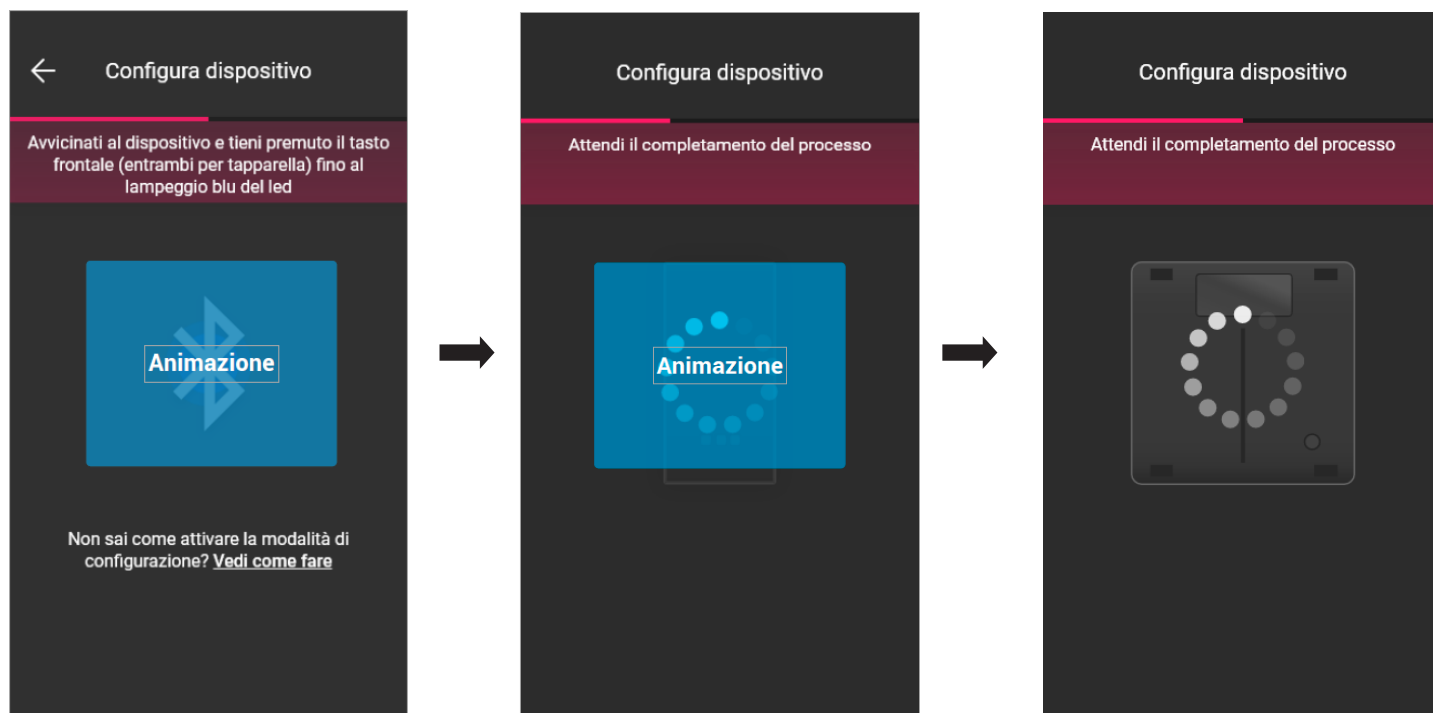 Configura dispositivo
Avvicinati al dispositivo e tieni premuto il tasto
frontale (entrambi per tapparella) fino al
lampeggio blu del led
Animazione
Non sai come attivare la modalità di
configurazione? Vedi come fare
Configura dispositivo
Attendi il completamento del processo
Animazione
Configura dispositivo
Attendi il completamento del processo